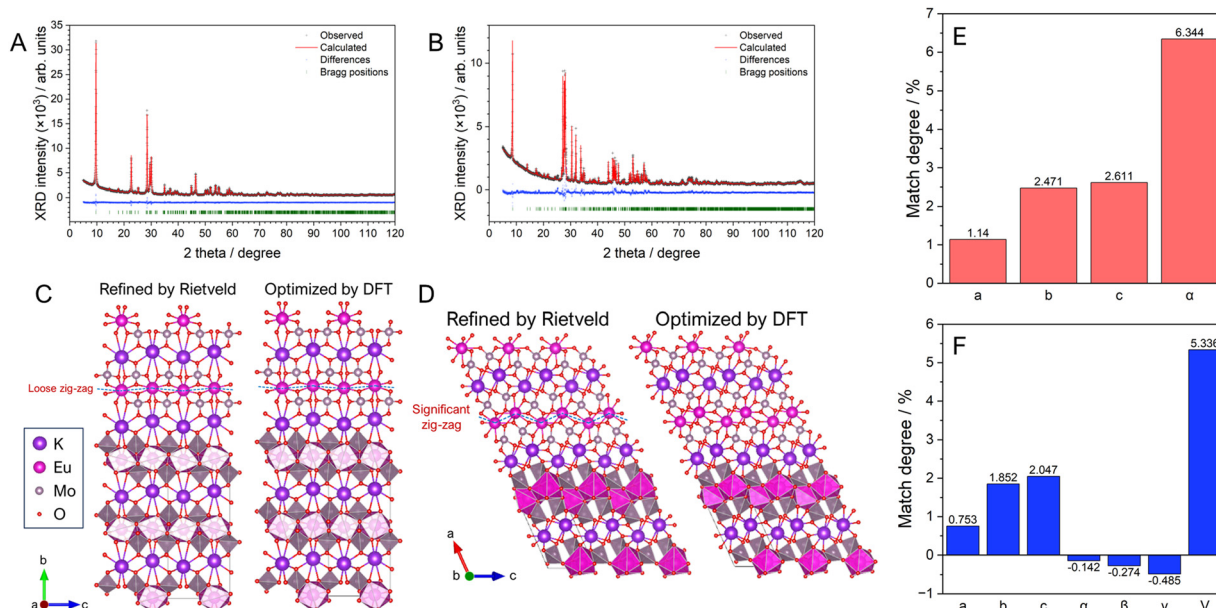 A
XRD intensity (×10³) / arb. units
35
30
25
20
15
10
5
0
Observed
Calculated
Differences
Bragg positions
0 10 20 30 40 50 60 70 80 90 100 110 120
2 theta / degree
B
XRD intensity (×10³) / arb. units
10
5
0
Observed
Calculated
Differences
Bragg positions
0 10 20 30 40 50 60 70 80 90 100 110 120
2 theta / degree
C
Refined by Rietveld
Optimized by DFT
Loose zig-zag
K
Eu
Mo
O
b
a
c
D
Refined by Rietveld
Optimized by DFT
Significant
zig-zag
a
b
c
E
Match degree / %
7
6
5
4
3
2
1
0
1.14
2.471
2.611
6.344
a b c α
F
Match degree / %
6
5
4
3
2
1
0
−1
0.753
1.852
2.047
-0.142
-0.274
-0.485
5.336
a b c α β γ V